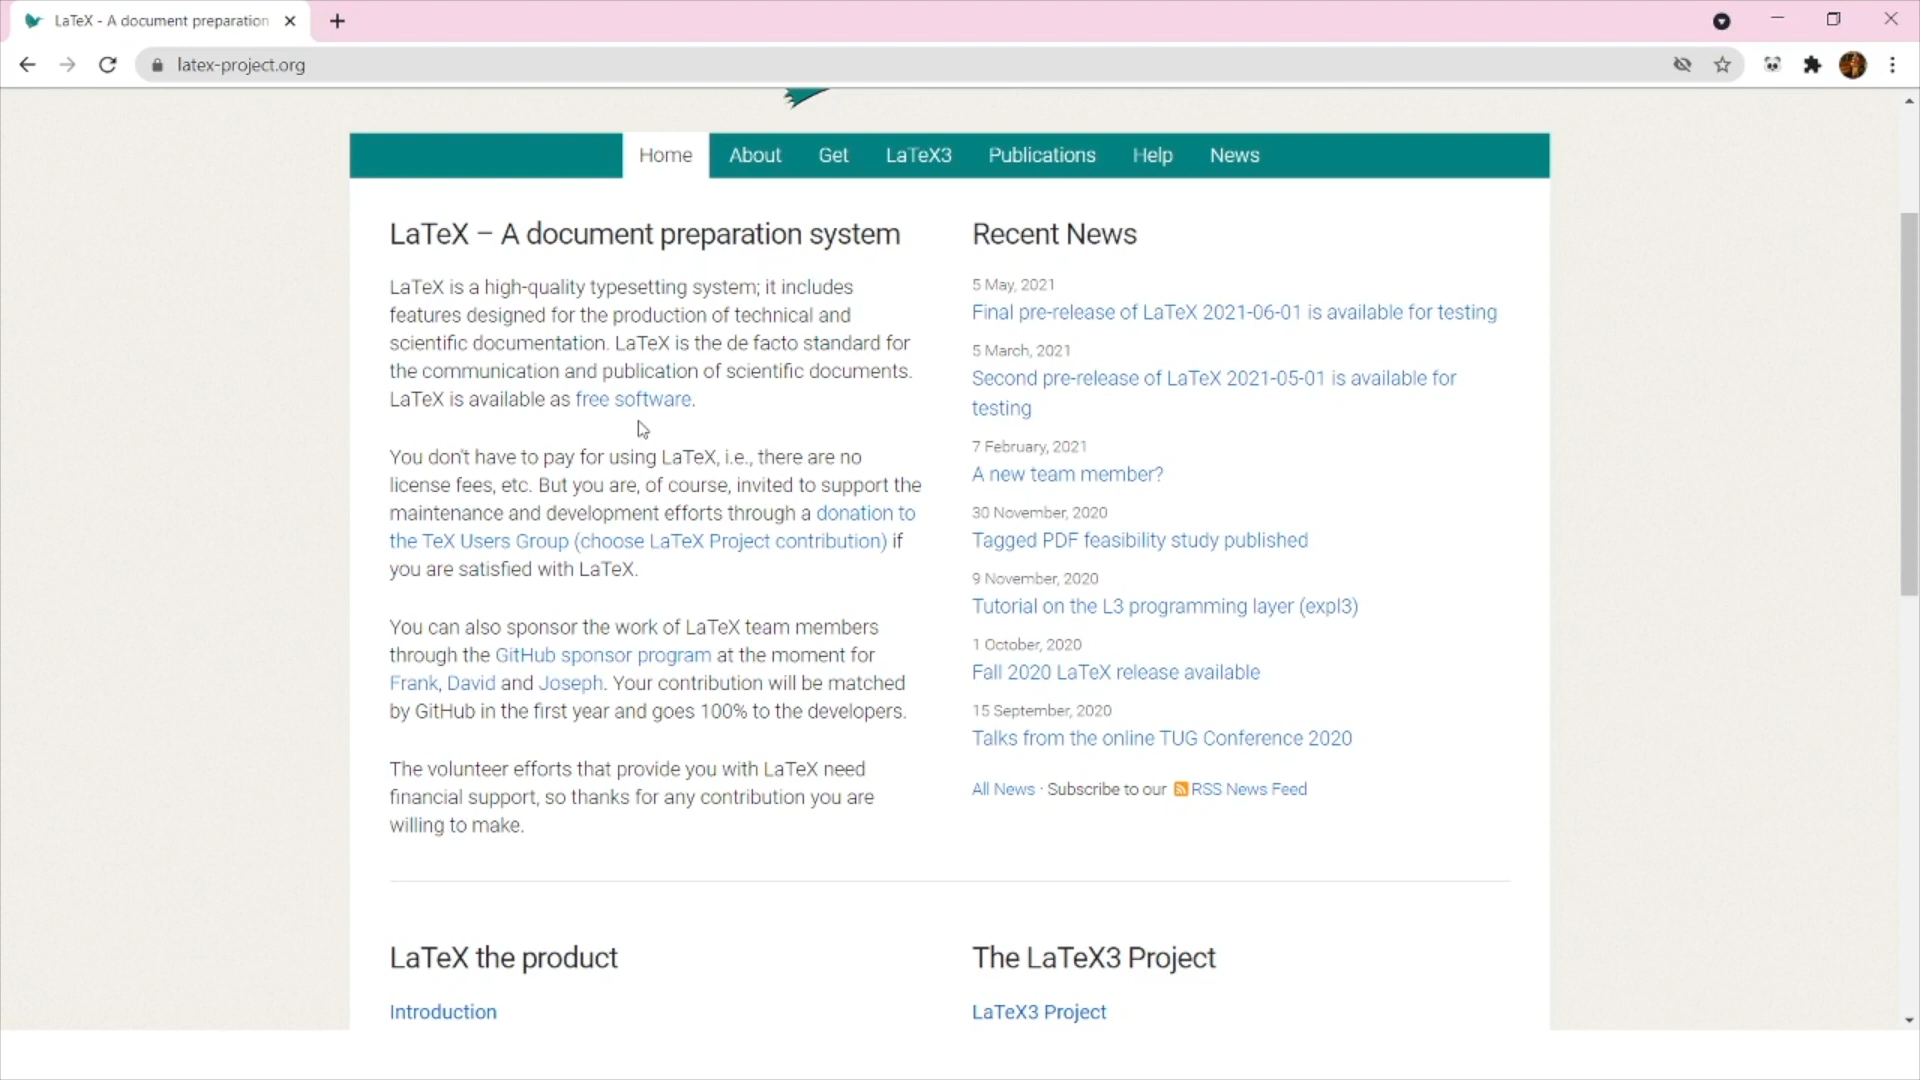 LaTeX - A document preparation
latex-project.org
Home About Get LaTeX3 Publications Help News
LaTeX – A document preparation system
LaTeX is a high-quality typesetting system; it includes
features designed for the production of technical and
scientific documentation. LaTeX is the de facto standard for
the communication and publication of scientific documents.
LaTeX is available as free software.
You don't have to pay for using LaTeX, i.e., there are no
license fees, etc. But you are, of course, invited to support the
maintenance and development efforts through a donation to
the TeX Users Group (choose LaTeX Project contribution) if
you are satisfied with LaTeX.
You can also sponsor the work of LaTeX team members
through the GitHub sponsor program at the moment for
Frank, David and Joseph. Your contribution will be matched
by GitHub in the first year and goes 100% to the developers.
The volunteer efforts that provide you with LaTeX need
financial support, so thanks for any contribution you are
willing to make.
Recent News
5 May, 2021
Final pre-release of LaTeX 2021-06-01 is available for testing
5 March, 2021
Second pre-release of LaTeX 2021-05-01 is available for
testing
7 February, 2021
A new team member?
30 November, 2020
Tagged PDF feasibility study published
9 November, 2020
Tutorial on the L3 programming layer (expl3)
1 October, 2020
Fall 2020 LaTeX release available
15 September, 2020
Talks from the online TUG Conference 2020
All News · Subscribe to our RSS News Feed
LaTeX the product
Introduction
The LaTeX3 Project
LaTeX3 Project